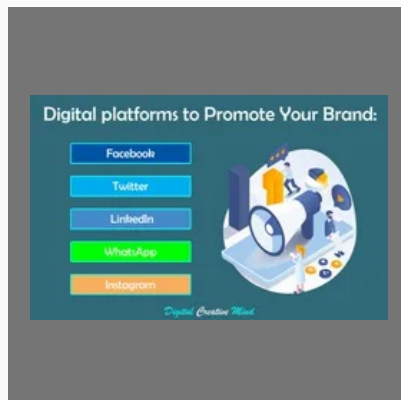 Digital platforms to Promote Your Brand:
Facebook
Twitter
LinkedIn
WhatsApp
Instagram
Digital Creative Mind